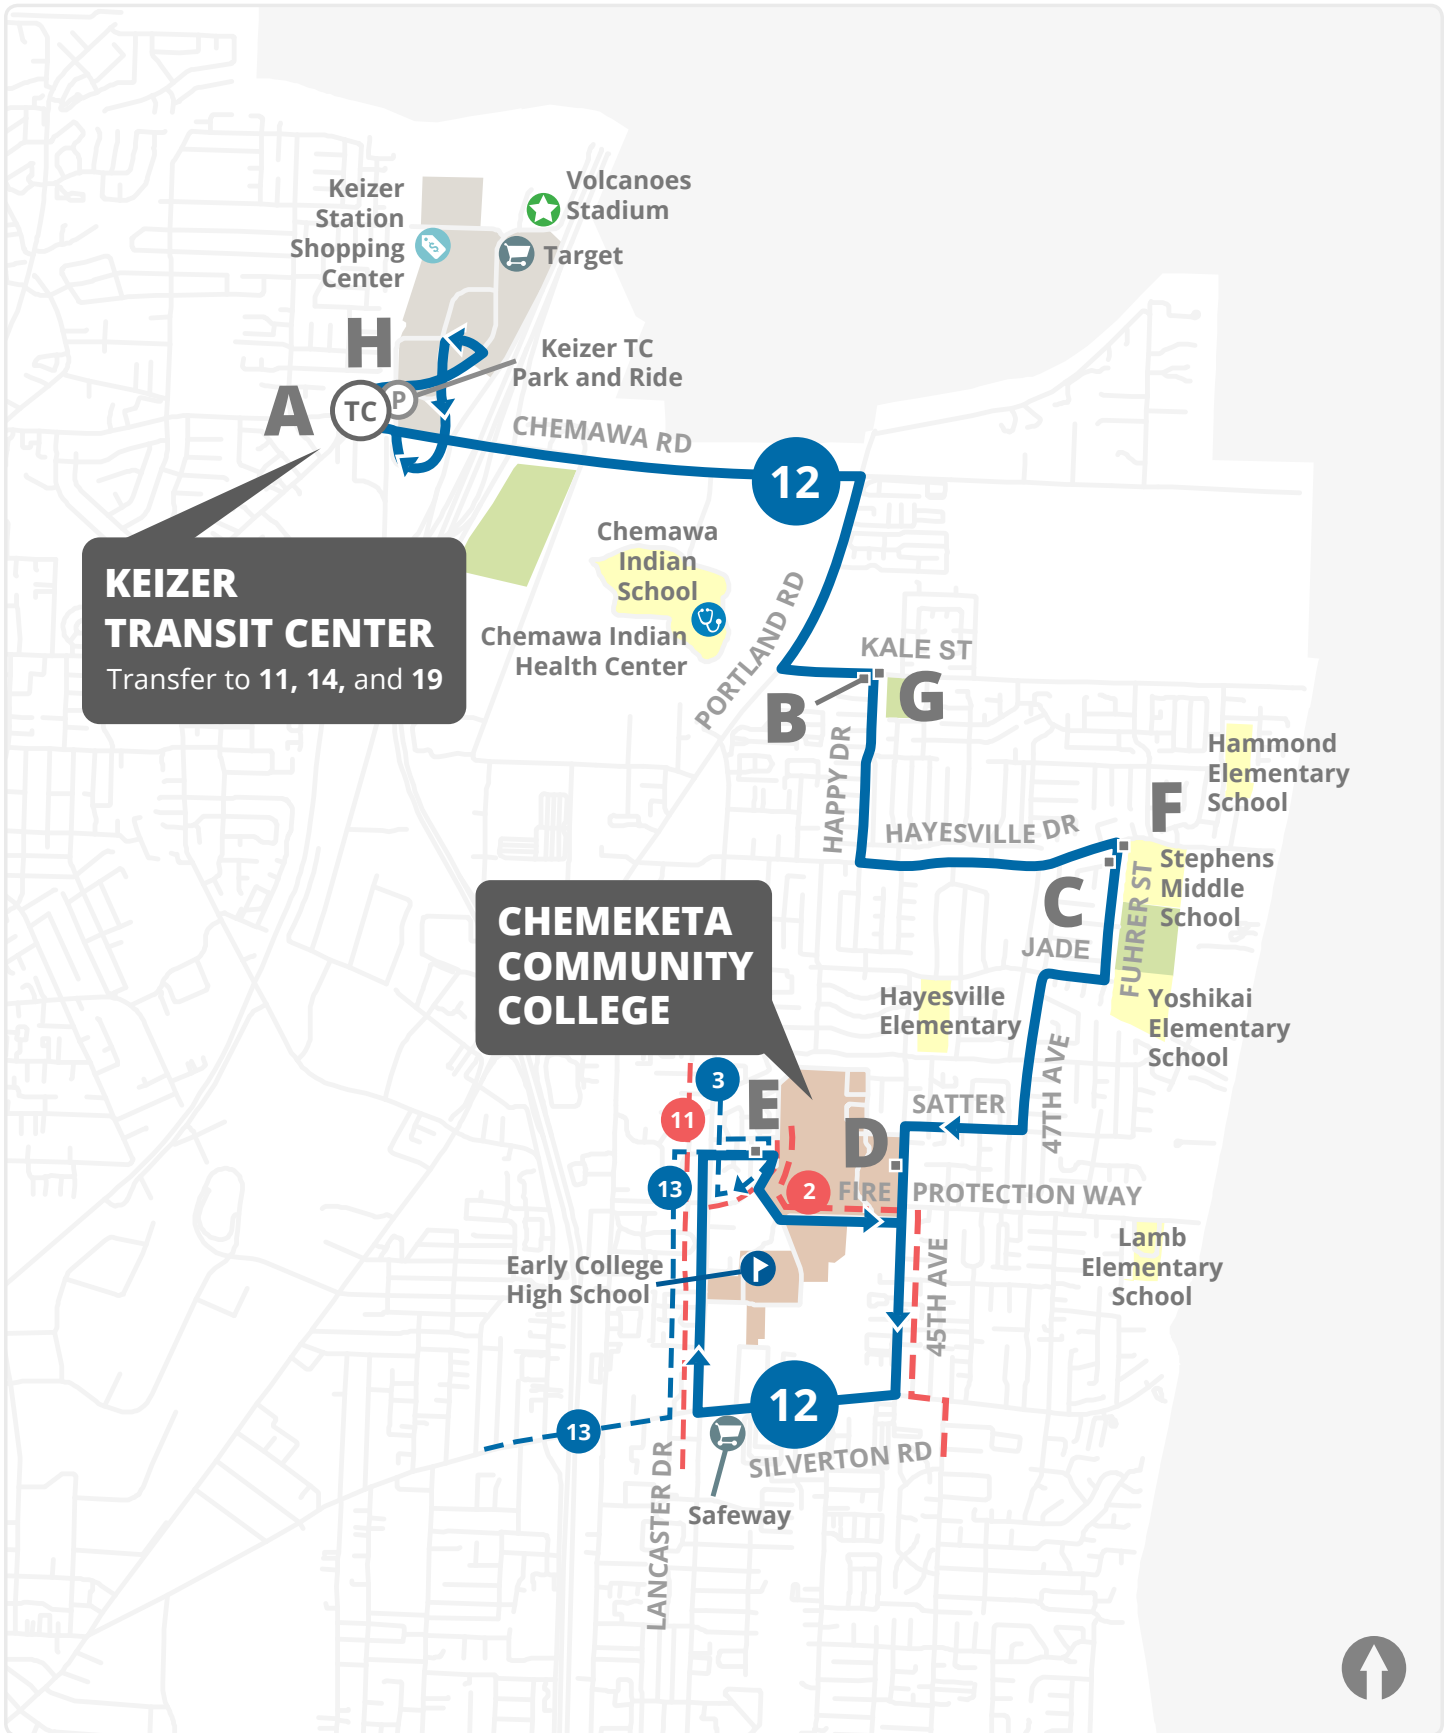 Keizer
Station
Shopping
Center
Volcanoes
Stadium
Target
H
Keizer TC
Park and Ride
A
TC
P
CHEMAWA RD
12
KEIZER
TRANSIT CENTER
Transfer to 11, 14, and 19
Chemawa
Indian
School
Chemawa Indian
Health Center
PORTLAND RD
KALE ST
B
G
HAPPY DR
Hammond
Elementary
School
HAYESVILLE DR
F
Stephens
Middle
School
C
FUHRER ST
JADE
CHEMEKETA
COMMUNITY
COLLEGE
Hayesville
Elementary
Yoshikai
Elementary
School
47TH AVE
3
E
11
SATTER
D
13
2
FIRE PROTECTION WAY
Lamb
Elementary
School
Early College
High School
45TH AVE
12
13
SILVERTON RD
LANCASTER DR
Safeway